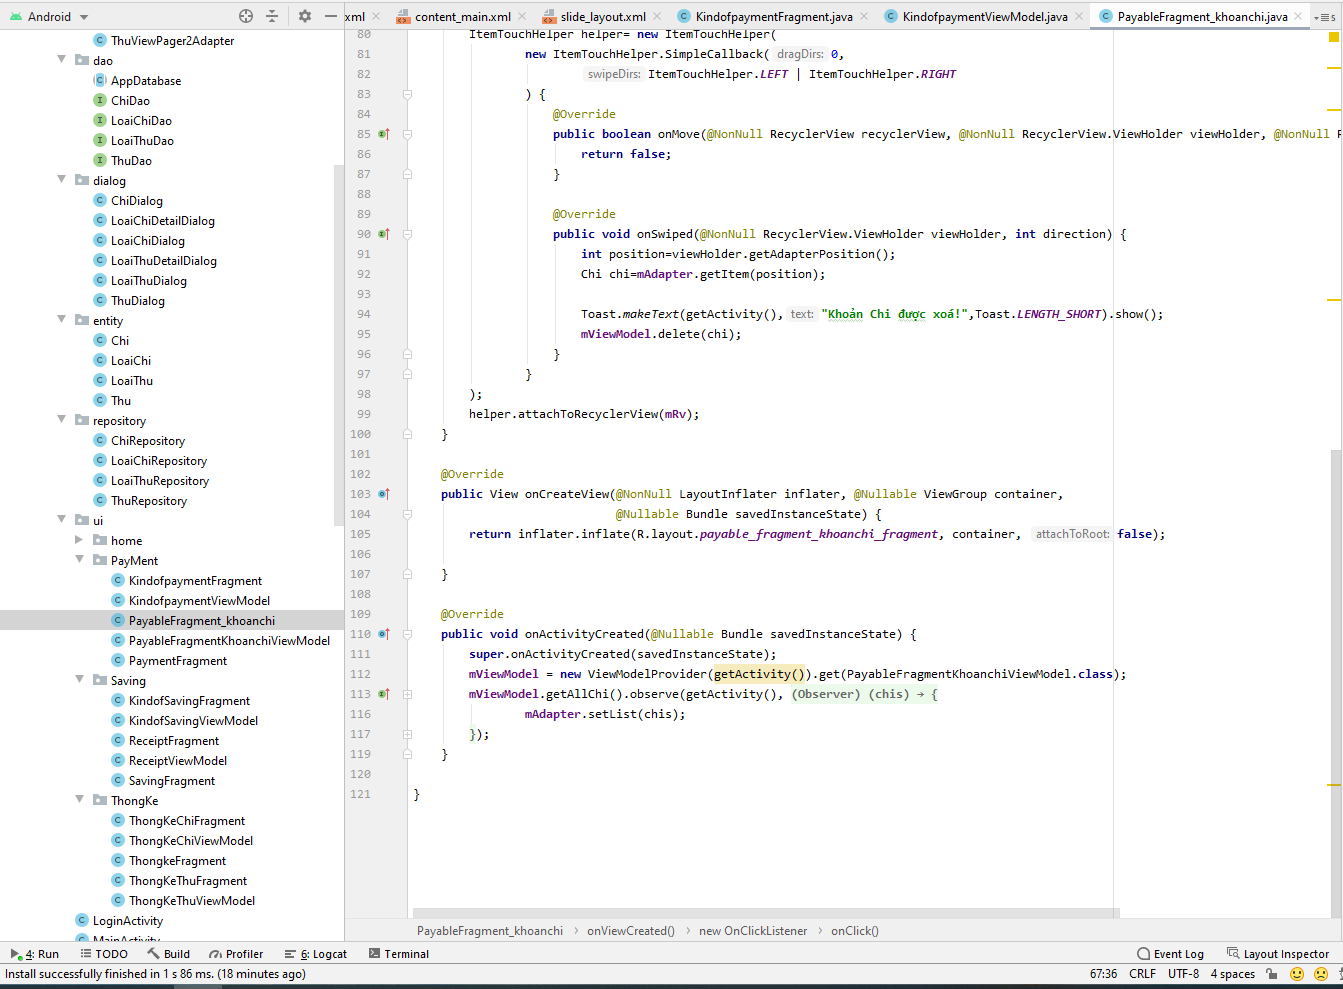 Android
xml
content_main.xml
slide_layout.xml
KindofpaymentFragment.java
KindofpaymentViewModel.java
PayableFragment_khoanchi.java
ThuViewPager2Adapter
dao
AppDatabase
ChiDao
LoaiChiDao
LoaiThuDao
ThuDao
dialog
ChiDialog
LoaiChiDetailDialog
LoaiChiDialog
LoaiThuDetailDialog
LoaiThuDialog
ThuDialog
entity
Chi
LoaiChi
LoaiThu
Thu
repository
ChiRepository
LoaiChiRepository
LoaiThuRepository
ThuRepository
ui
home
PayMent
KindofpaymentFragment
KindofpaymentViewModel
PayableFragment_khoanchi
PayableFragmentKhoanchiViewModel
PaymentFragment
Saving
KindofSavingFragment
KindofSavingViewModel
ReceiptFragment
ReceiptViewModel
SavingFragment
ThongKe
ThongKeChiFragment
ThongKeChiViewModel
ThongkeFragment
ThongKeThuFragment
ThongKeThuViewModel
LoginActivity
MainActivity
80 ItemTouchHelper helper= new ItemTouchHelper(
81 new ItemTouchHelper.SimpleCallback( dragDirs: 0,
82 swipeDirs: ItemTouchHelper.LEFT | ItemTouchHelper.RIGHT
83 ) {
84 @Override
85 public boolean onMove(@NonNull RecyclerView recyclerView, @NonNull RecyclerView.ViewHolder viewHolder, @NonNull R
86 return false;
87 }
88
89 @Override
90 public void onSwiped(@NonNull RecyclerView.ViewHolder viewHolder, int direction) {
91 int position=viewHolder.getAdapterPosition();
92 Chi chi=mAdapter.getItem(position);
93
94 Toast.makeText(getActivity(), text: "Khoản Chi được xoá!",Toast.LENGTH_SHORT).show();
95 mViewModel.delete(chi);
96 }
97 }
98 );
99 helper.attachToRecyclerView(mRv);
100 }
101
102 @Override
103 public View onCreateView(@NonNull LayoutInflater inflater, @Nullable ViewGroup container,
104 @Nullable Bundle savedInstanceState) {
105 return inflater.inflate(R.layout.payable_fragment_khoanchi_fragment, container, attachToRoot: false);
106
107 }
108
109 @Override
110 public void onActivityCreated(@Nullable Bundle savedInstanceState) {
111 super.onActivityCreated(savedInstanceState);
112 mViewModel = new ViewModelProvider(getActivity()).get(PayableFragmentKhoanchiViewModel.class);
113 mViewModel.getAllChi().observe(getActivity(), (Observer) (chis) → {
116 mAdapter.setList(chis);
117 });
119 }
120
121 }
PayableFragment_khoanchi › onViewCreated() › new OnClickListener › onClick()
4: Run TODO Build Profiler 6: Logcat Terminal Event Log Layout Inspector
Install successfully finished in 1 s 86 ms. (18 minutes ago) 67:36 CRLF UTF-8 4 spaces